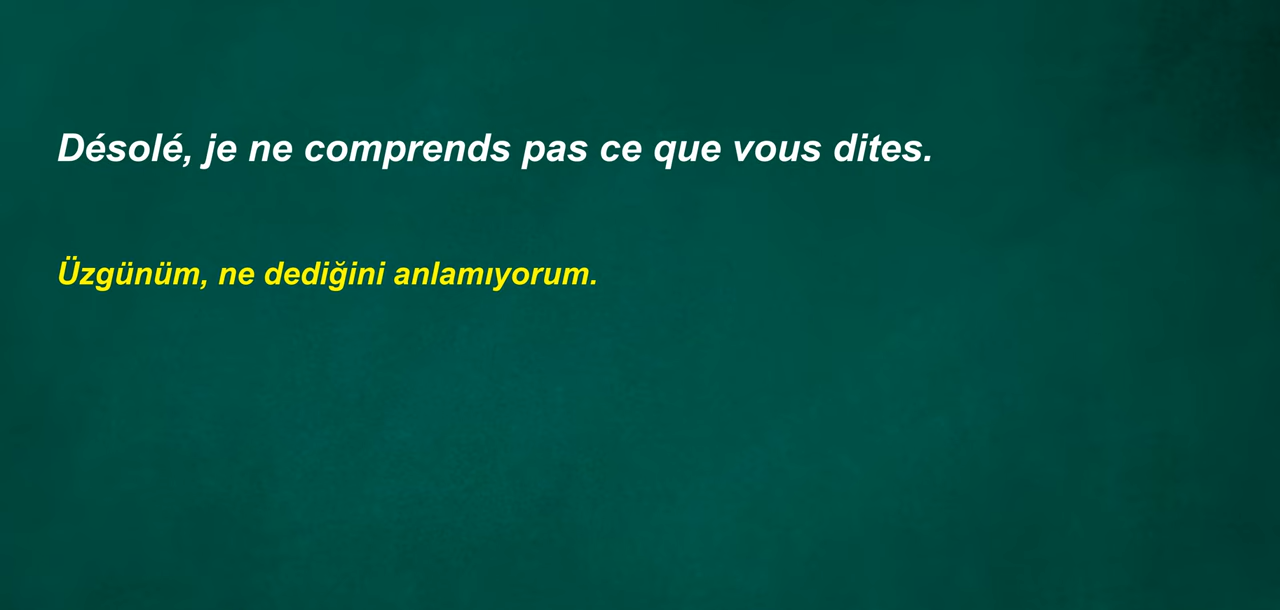 Désolé, je ne comprends pas ce que vous dites.
Üzgünüm, ne dediğini anlamıyorum.